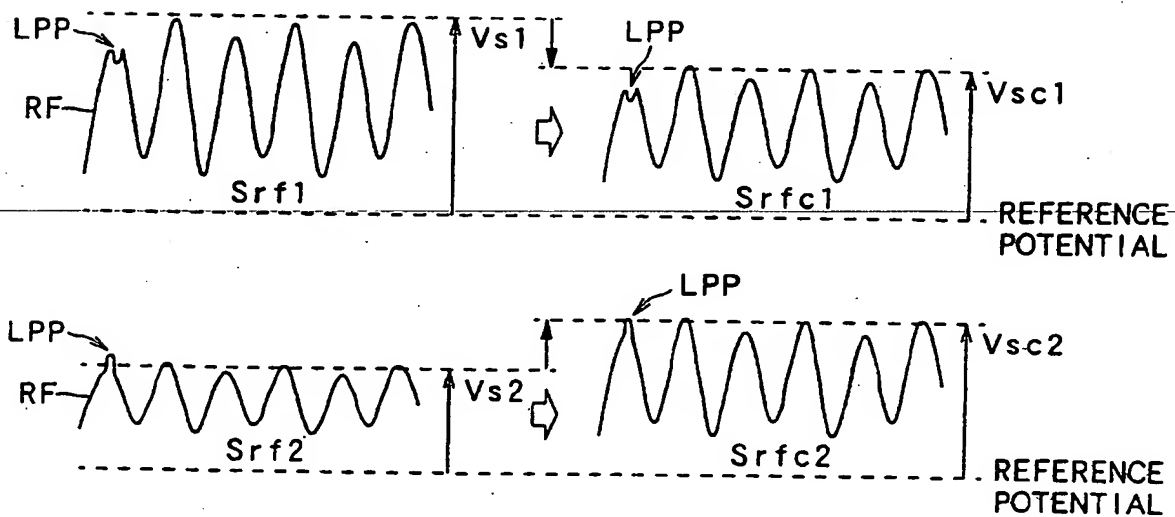 LPP
Vs1
LPP
RF
Vsc1
Srf1
Srfc1
REFERENCE
POTENTIAL
LPP
LPP
Vsc2
RF
Vs2
Srf2
Srfc2
REFERENCE
POTENTIAL